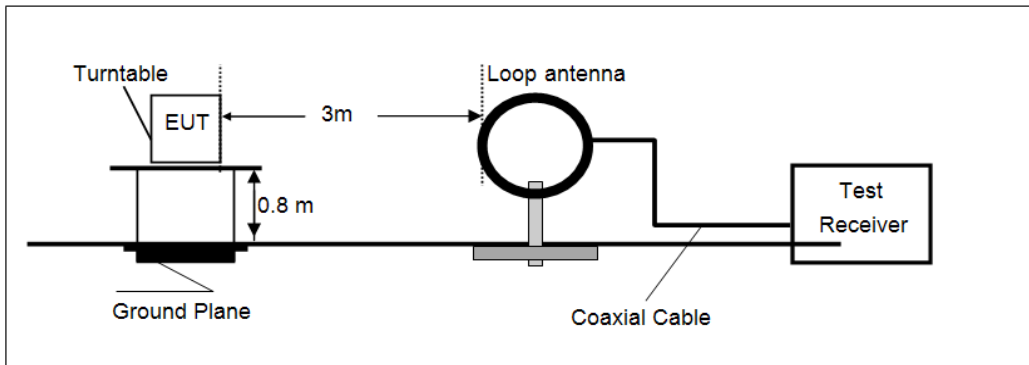 Turntable
Loop antenna
EUT
3m
0.8 m
Test
Receiver
Ground Plane
Coaxial Cable